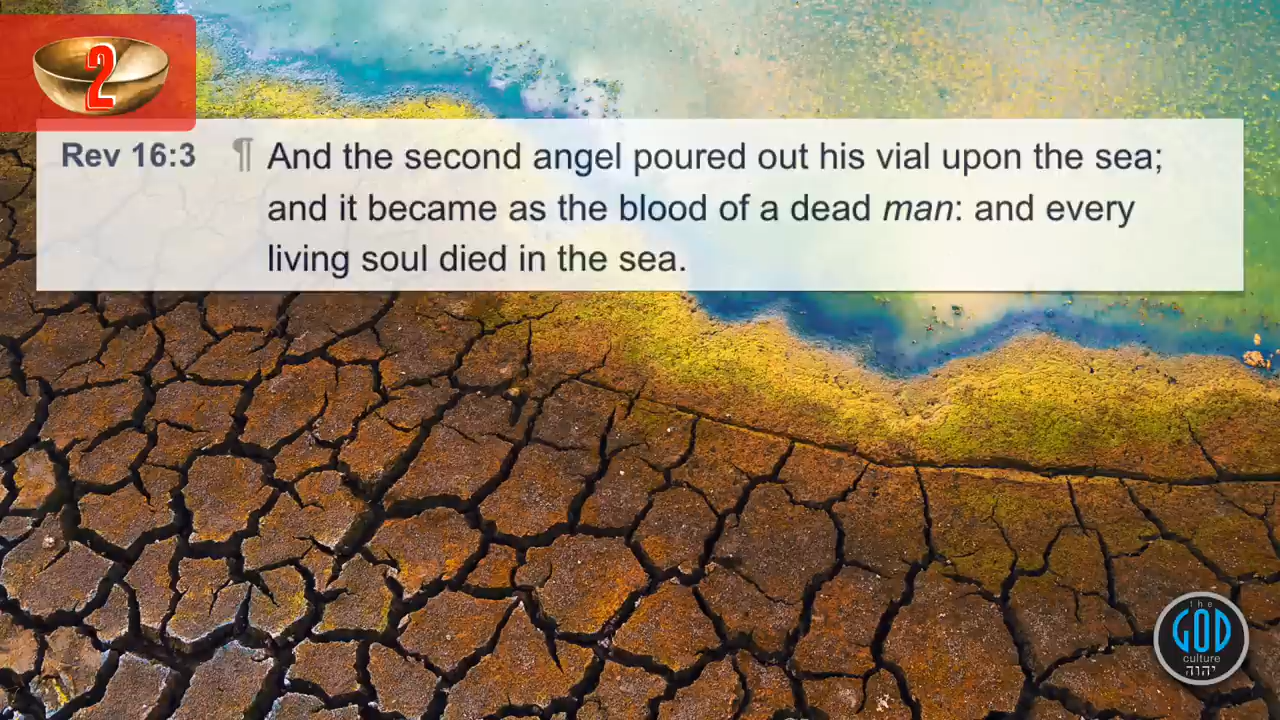 2
Rev 16:3 ¶ And the second angel poured out his vial upon the sea;
and it became as the blood of a dead man: and every
living soul died in the sea.
the
GOD
culture
יהוה